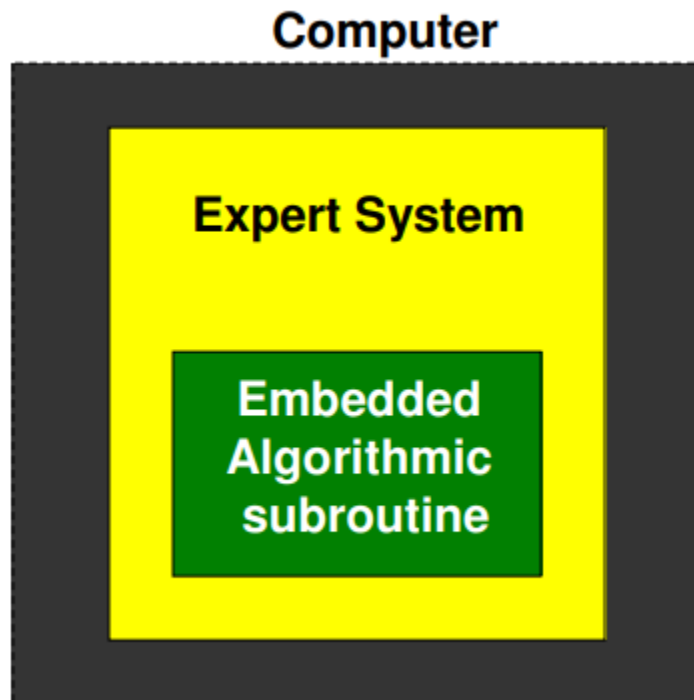 Computer
Expert System
Embedded
Algorithmic
subroutine